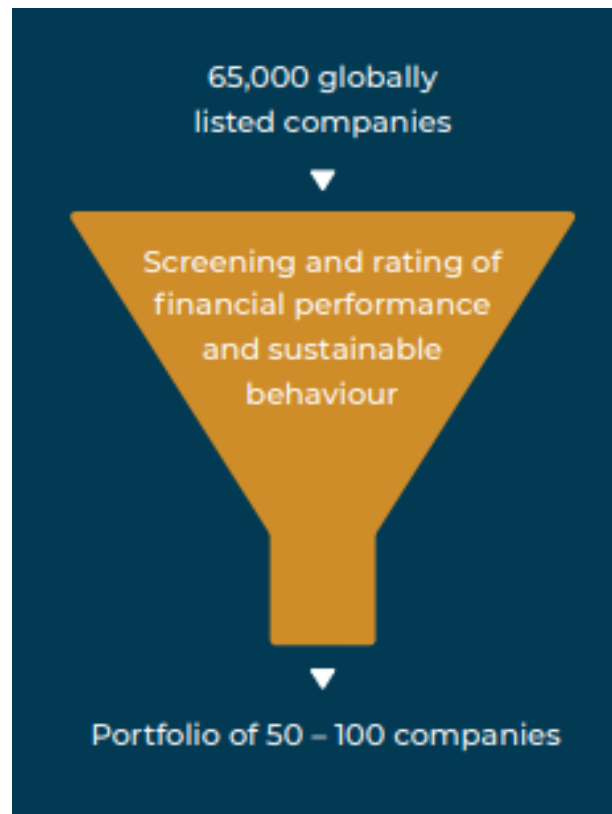 65,000 globally
listed companies
Screening and rating of
financial performance
and sustainable
behaviour
Portfolio of 50 – 100 companies